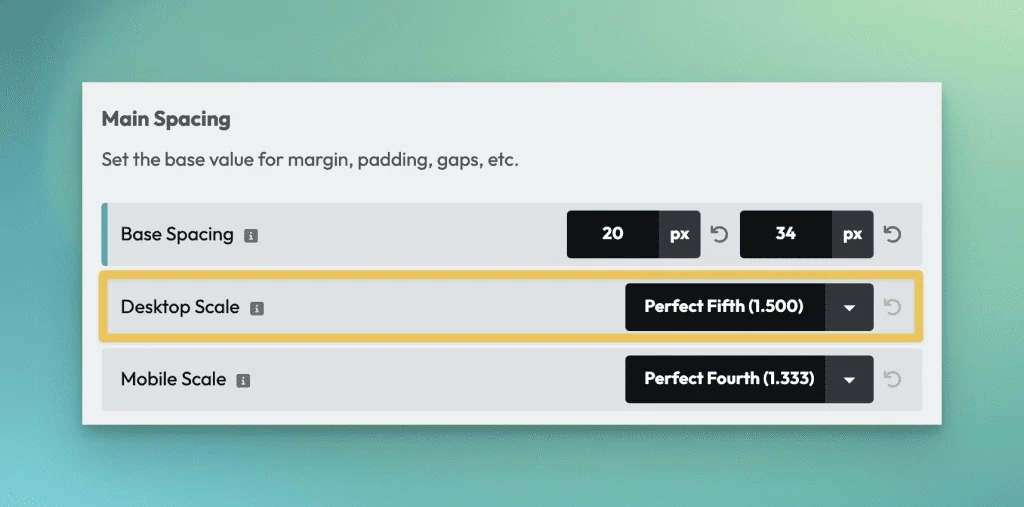 Main Spacing
Set the base value for margin, padding, gaps, etc.
Base Spacing i 20 px 34 px
Desktop Scale i Perfect Fifth (1.500)
Mobile Scale i Perfect Fourth (1.333)